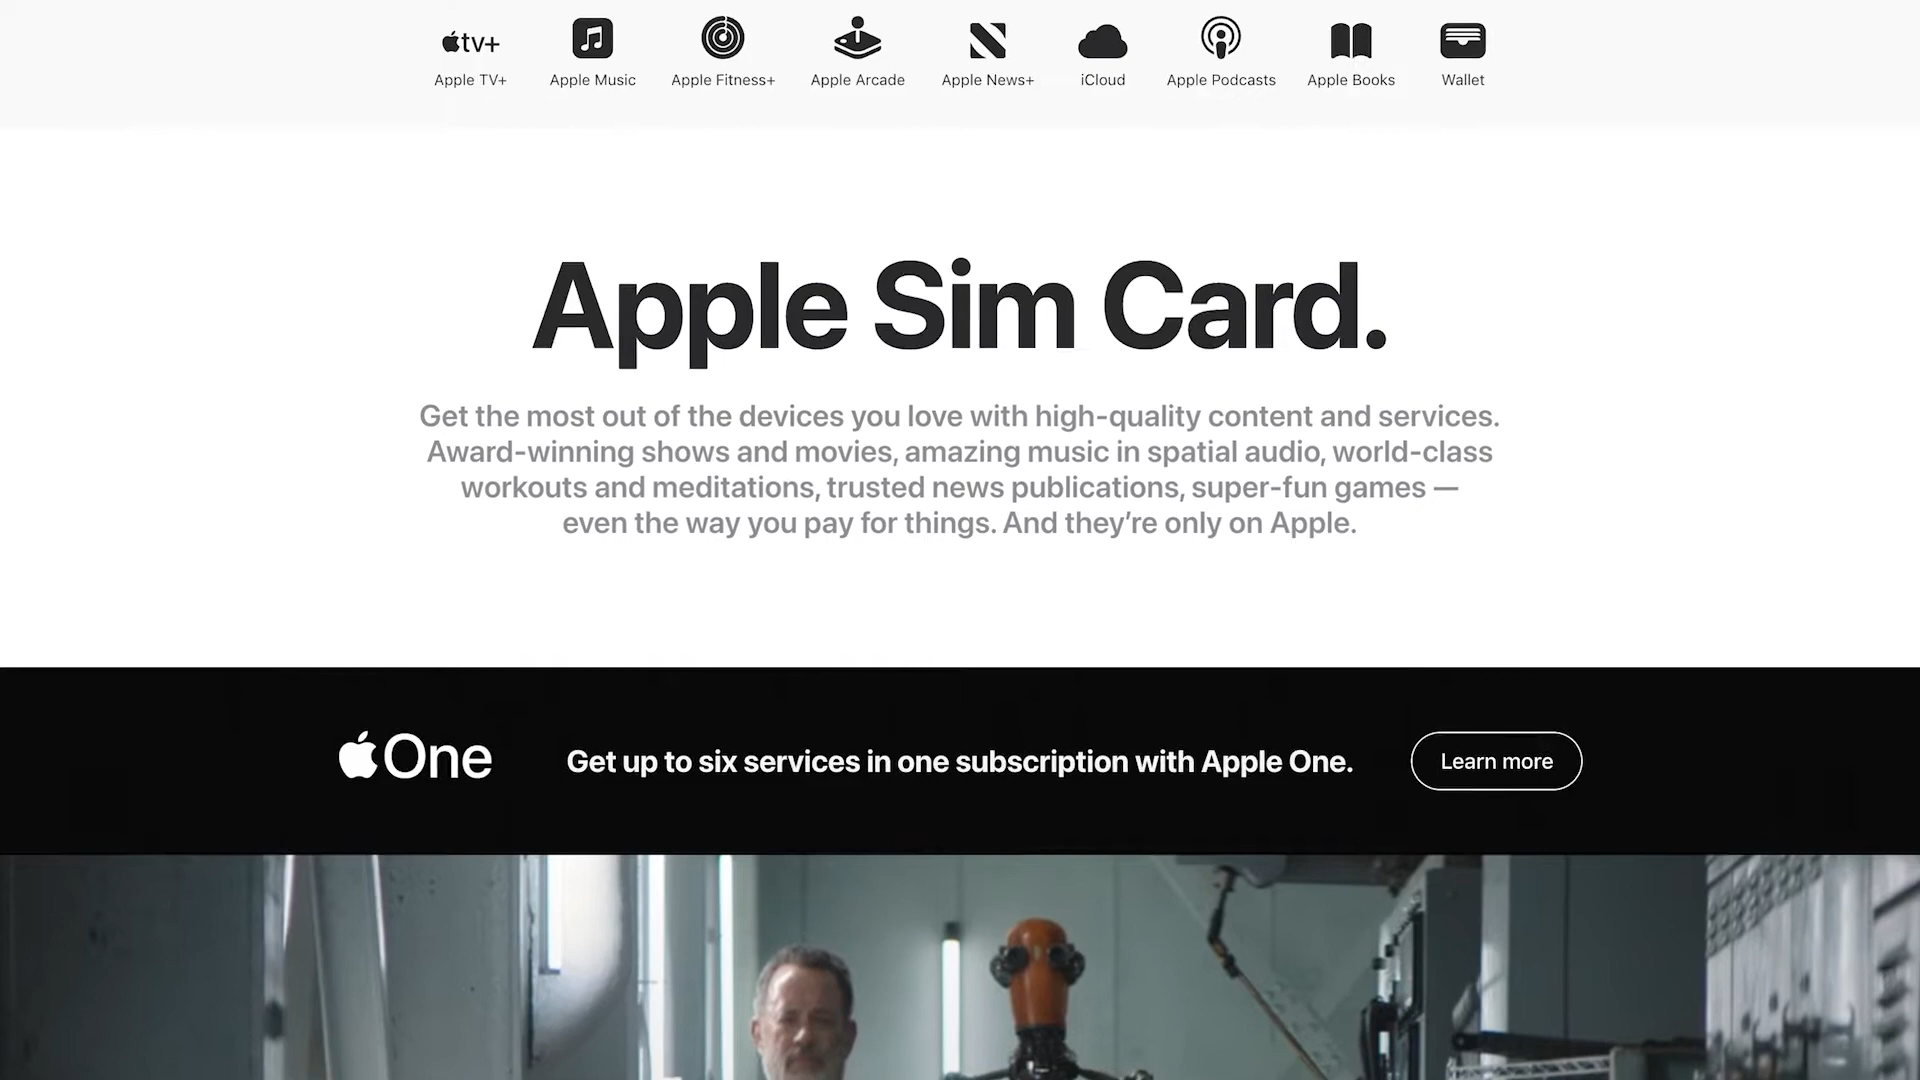 tv+
Apple TV+
Apple Music
Apple Fitness+
Apple Arcade
Apple News+
iCloud
Apple Podcasts
Apple Books
Wallet
Apple Sim Card.
Get the most out of the devices you love with high-quality content and services.
Award-winning shows and movies, amazing music in spatial audio, world-class
workouts and meditations, trusted news publications, super-fun games —
even the way you pay for things. And they’re only on Apple.
One
Get up to six services in one subscription with Apple One.
Learn more